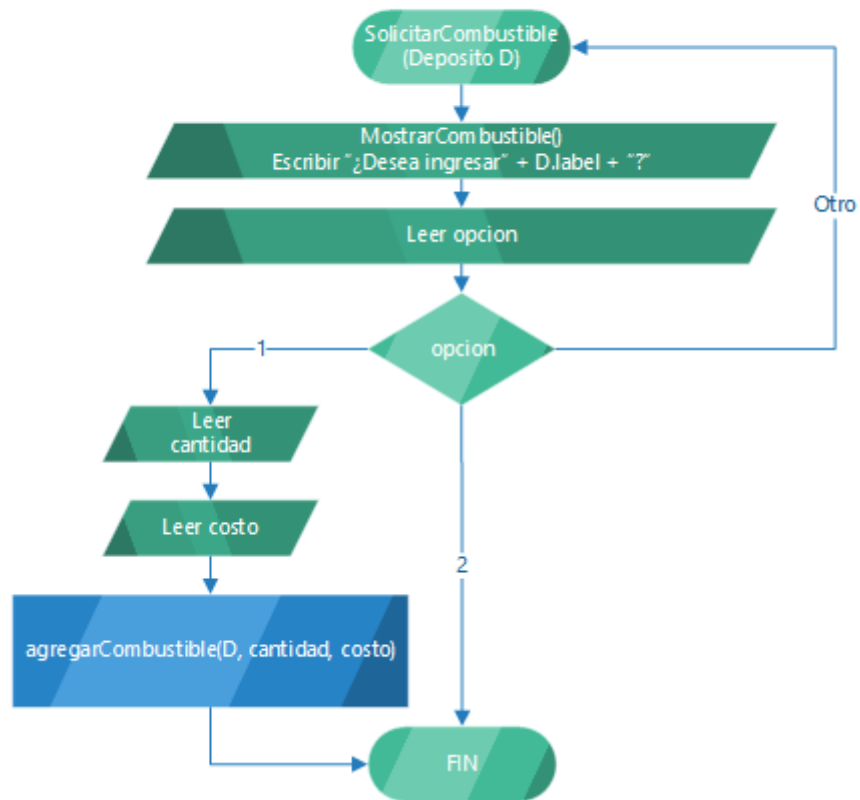 SolicitarCombustible
(Deposito D)
MostrarCombustible()
Escribir “¿Desea ingresar” + D.label + “?”
Otro
Leer opcion
opcion
1
Leer
cantidad
Leer costo
2
agregarCombustible(D, cantidad, costo)
FIN